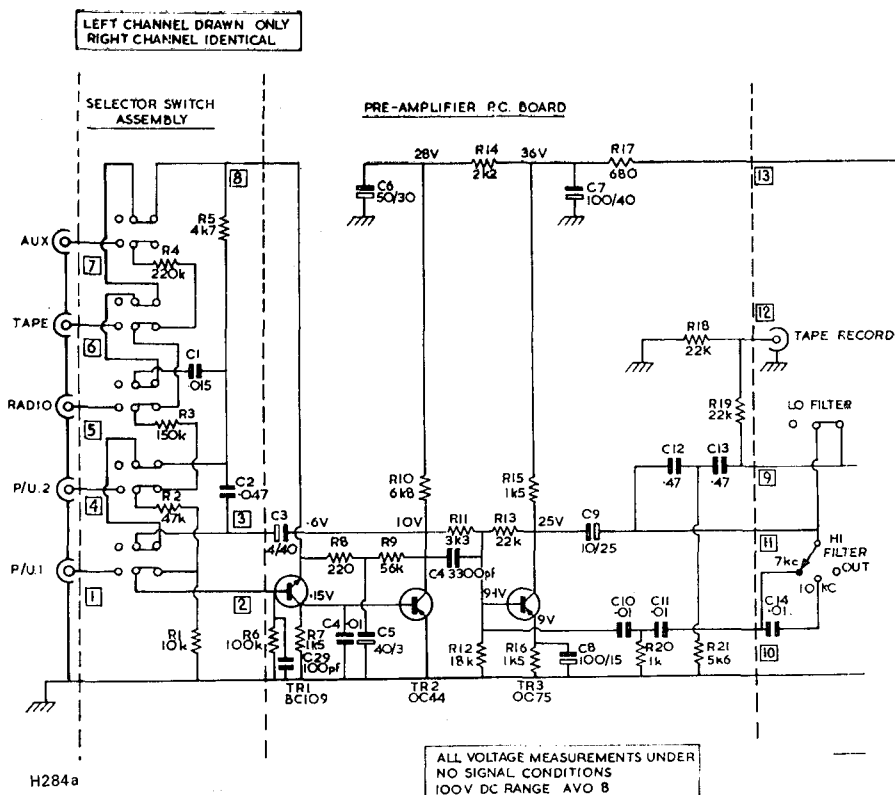 LEFT CHANNEL DRAWN ONLY
RIGHT CHANNEL IDENTICAL
SELECTOR SWITCH
ASSEMBLY
PRE-AMPLIFIER P.C. BOARD
28V
R14
2k2
36V
R17
680
8
C6
50/30
C7
100/40
13
R5
4k7
AUX
R4
220k
7
TAPE
12
R18
22K
TAPE RECORD
6
C1
.015
R19
22k
LO FILTER
RADIO
R3
150k
5
C12
.47
C13
.47
9
P/U.2
R2
47k
C2
.047
R10
6k8
R15
1k5
4
3
C3
4/40
.6V
10V
R11
3k3
R13
22k
25V
C9
10/25
11
HI
FILTER
OUT
7kc
10 kC
P/U.1
R8
220
R9
56k
C4 3300pf
1
2
.15V
9.1V
9V
C10
.01
C11
.01
C14
.01.
R1
10k
R6
100k
R7
1k5
C4
.01
C5
40/3
R12
18k
R16
1k5
C8
100/15
R20
1k
R21
5k6
10
C29
100pf
TR1
BC109
TR2
OC44
TR3
OC75
H284a
ALL VOLTAGE MEASUREMENTS UNDER
NO SIGNAL CONDITIONS
100V DC RANGE AVO 8